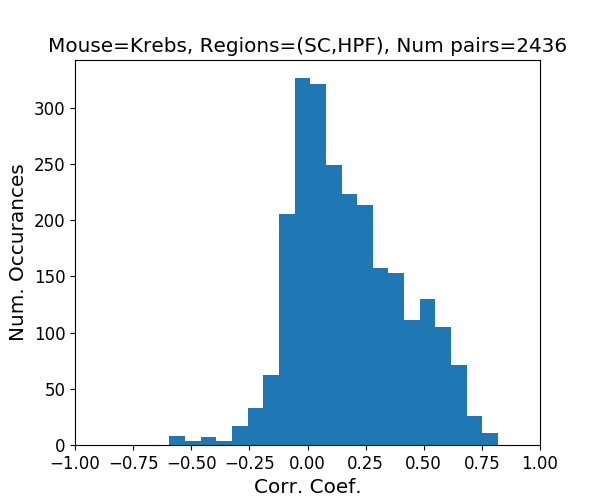 Mouse=Krebs, Regions=(SC,HPF), Num pairs=2436
Num. Occurances
300
250
200
150
100
50
0
−1.00 −0.75 −0.50 −0.25 0.00 0.25 0.50 0.75 1.00
Corr. Coef.